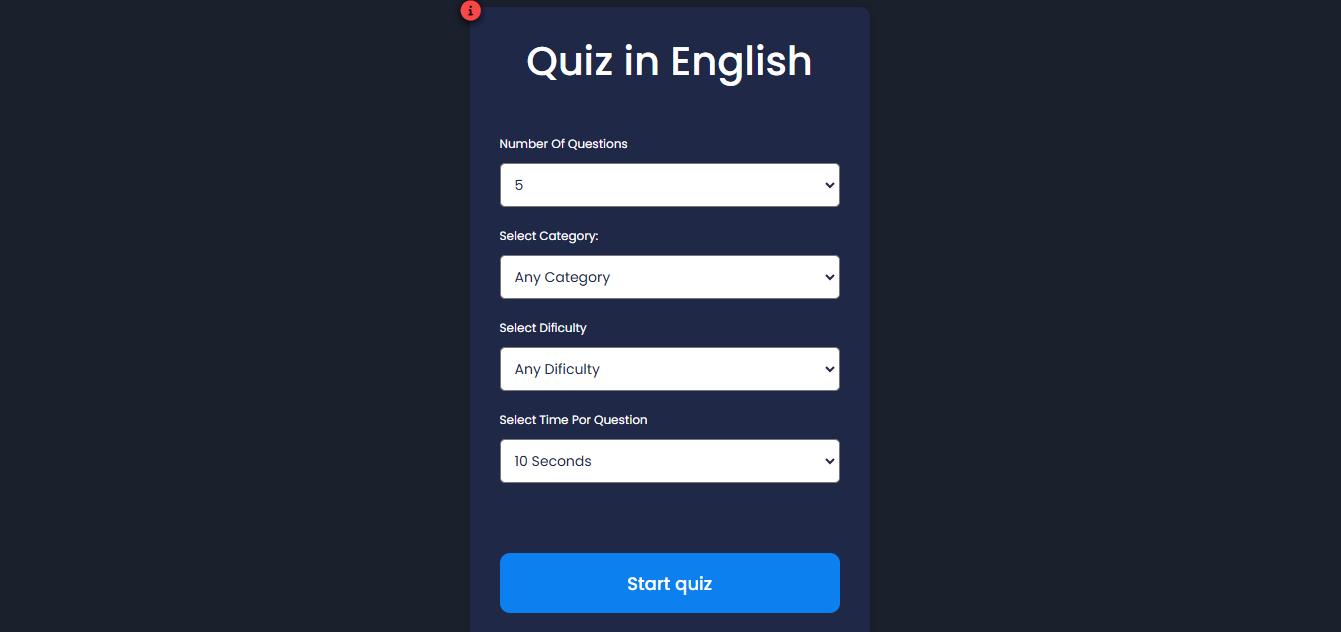 Quiz in English
Number Of Questions
5
Select Category:
Any Category
Select Dificulty
Any Dificulty
Select Time Por Question
10 Seconds
Start quiz